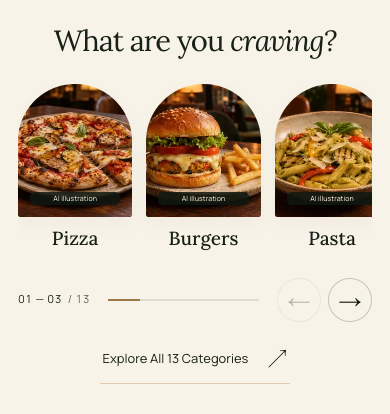 What are you craving?
AI illustration
AI illustration
AI illustration
Pizza
Burgers
Pasta
01 — 03 / 13
Explore All 13 Categories